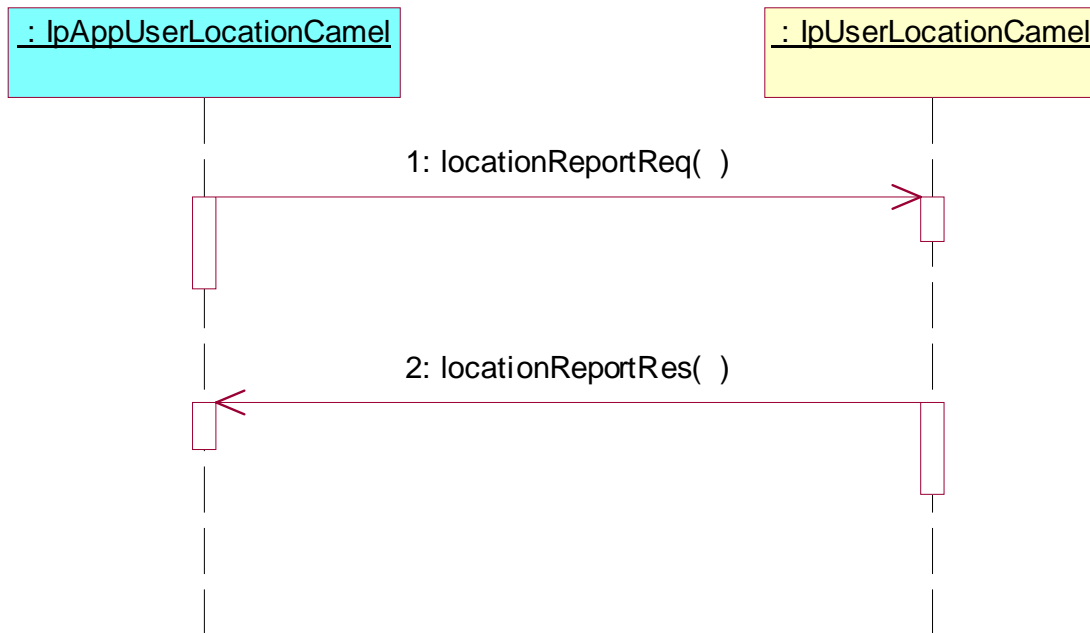 : IpAppUserLocationCamel
: IpUserLocationCamel
1: locationReportReq( )
2: locationReportRes( )